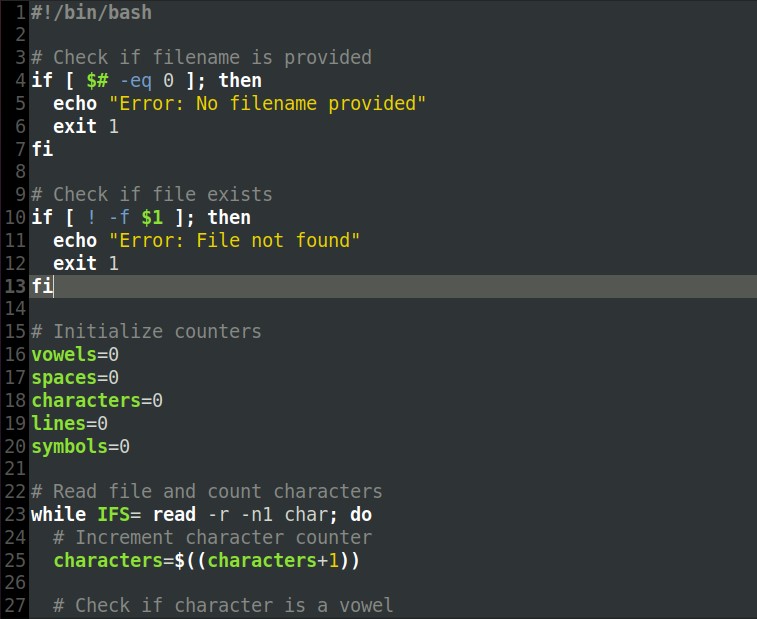 1 #!/bin/bash
2
3 # Check if filename is provided
4 if [ $# -eq 0 ]; then
5   echo "Error: No filename provided"
6   exit 1
7 fi
8
9 # Check if file exists
10 if [ ! -f $1 ]; then
11   echo "Error: File not found"
12   exit 1
13 fi
14
15 # Initialize counters
16 vowels=0
17 spaces=0
18 characters=0
19 lines=0
20 symbols=0
21
22 # Read file and count characters
23 while IFS= read -r -n1 char; do
24   # Increment character counter
25   characters=$((characters+1))
26
27   # Check if character is a vowel